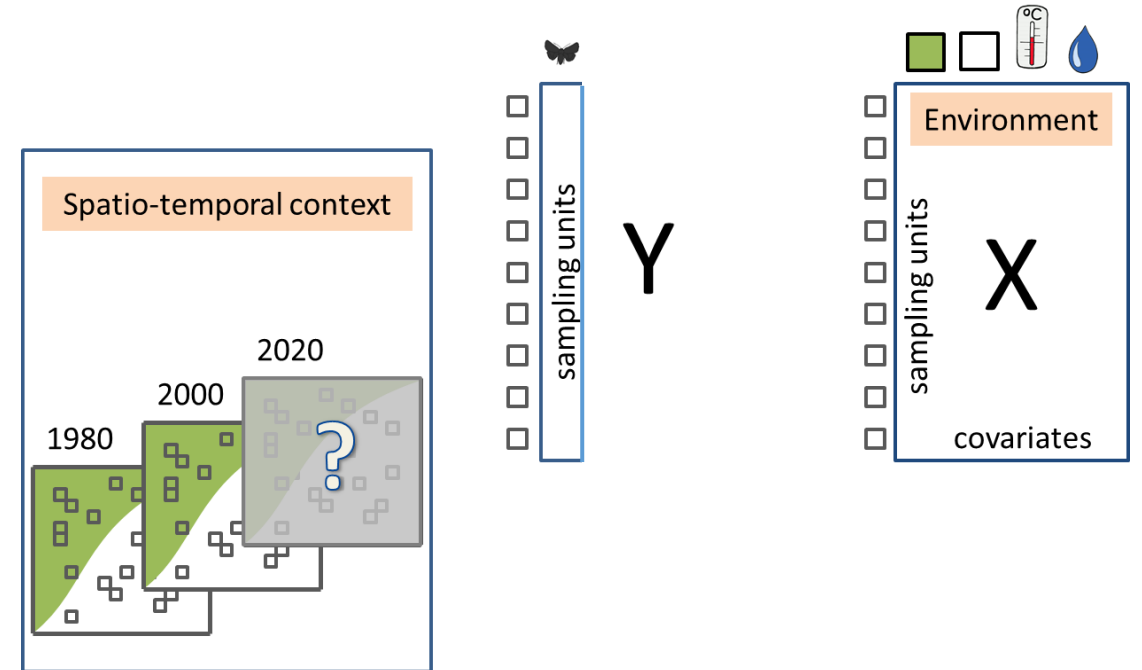 Spatio-temporal context
1980
2000
2020
?
sampling units
Y
°C
Environment
sampling units
X
covariates